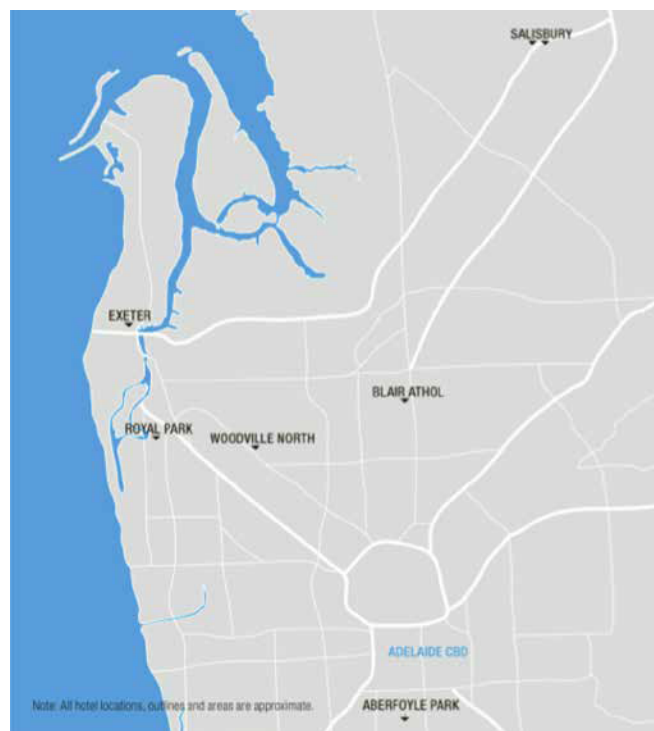 SALISBURY
EXETER
BLAIR ATHOL
ROYAL PARK
WOODVILLE NORTH
ADELAIDE CBD
Note: All hotel locations, outlines and areas are approximate.
ABERFOYLE PARK